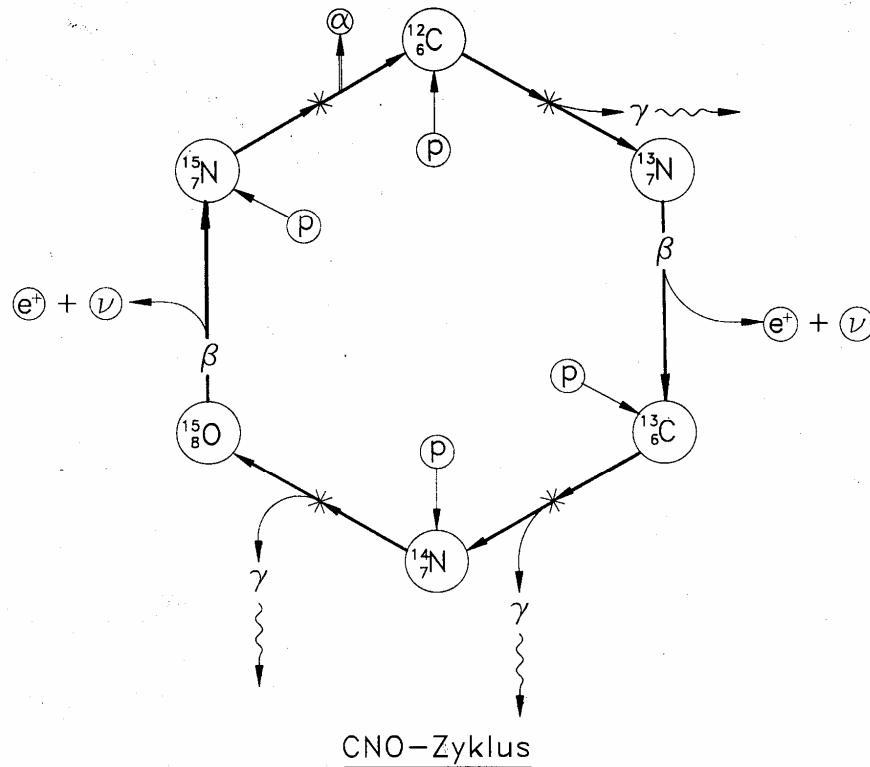 α
¹²₆C
γ
p
¹⁵₇N
¹³₇N
p
β
e⁺ + ν
e⁺ + ν
β
p
¹⁵₈O
¹³₆C
p
¹⁴₇N
γ
γ
CNO-Zyklus